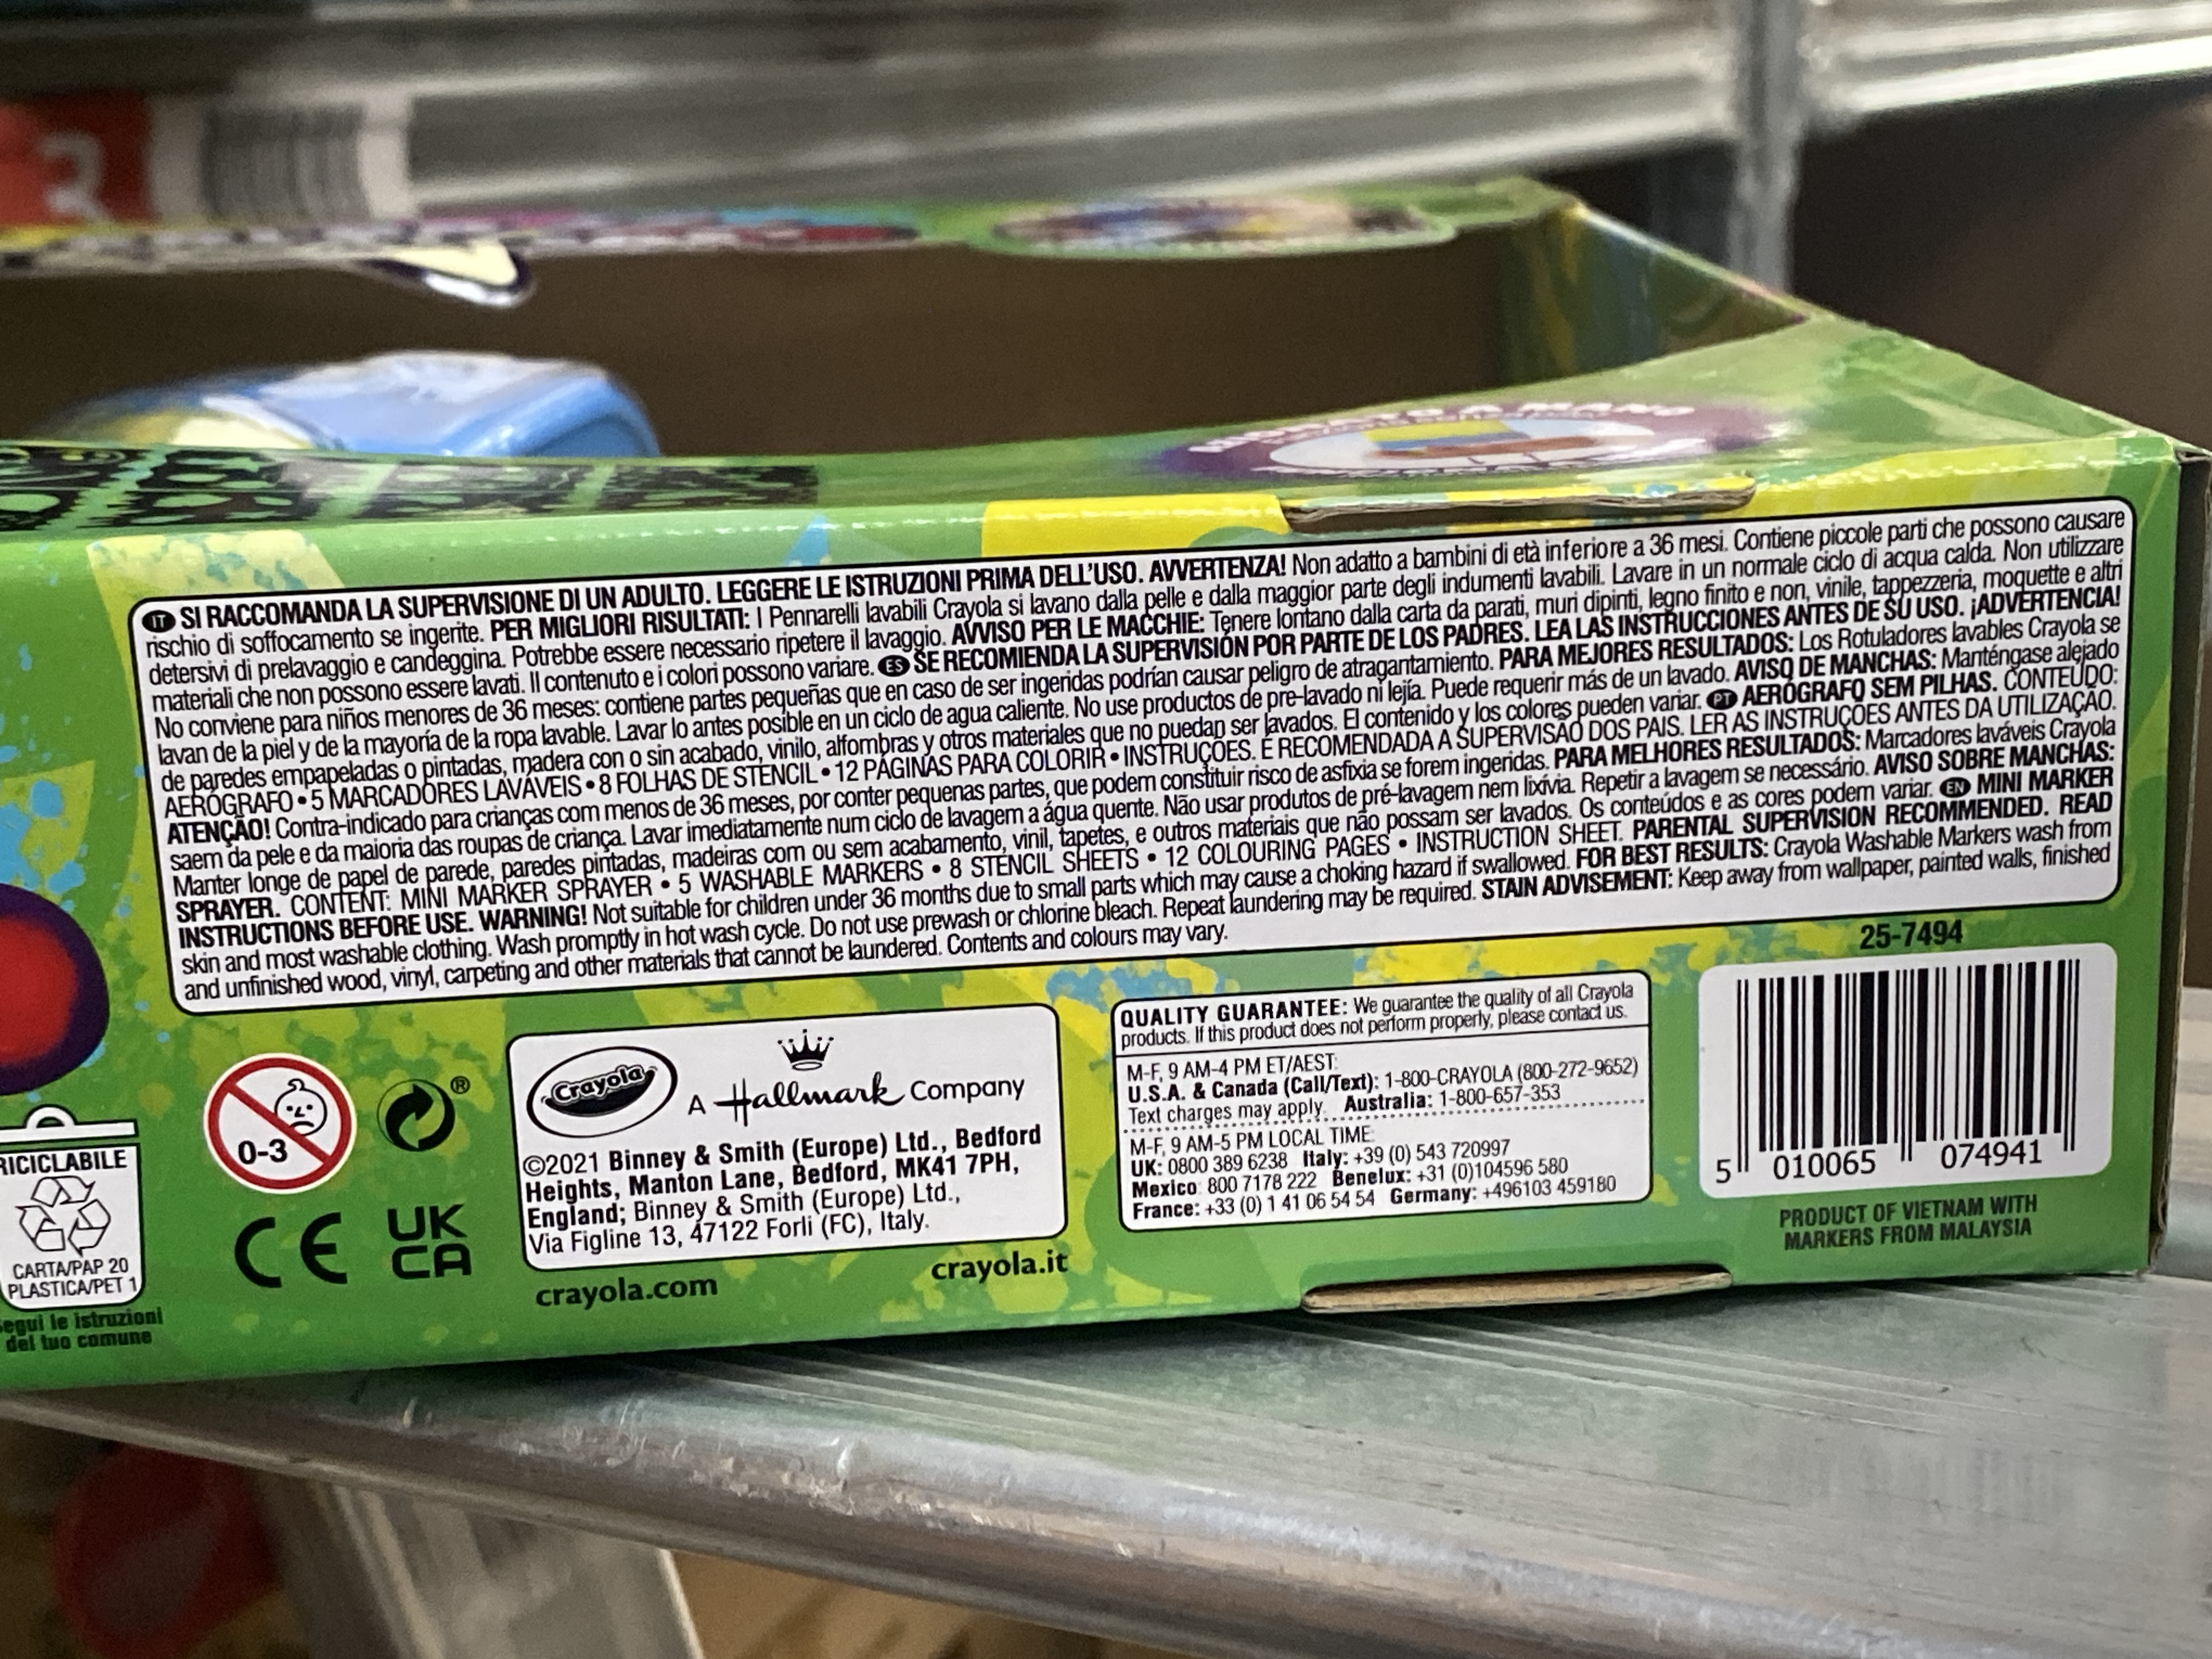 3
IT SI RACCOMANDA LA SUPERVISIONE DI UN ADULTO. LEGGERE LE ISTRUZIONI PRIMA DELL'USO. AVVERTENZA! Non adatto a bambini di età inferiore a 36 mesi. Contiene piccole parti che possono causare
rischio di soffocamento se ingerite. PER MIGLIORI RISULTATI: I Pennarelli lavabili Crayola si lavano dalla pelle e dalla maggior parte degli indumenti lavabili. Lavare in un normale ciclo di acqua calda. Non utilizzare
detersivi di prelavaggio e candeggina. Potrebbe essere necessario ripetere il lavaggio. AVVISO PER LE MACCHIE: Tenere lontano dalla carta da parati, muri dipinti, legno finito e non, vinile, tappezzeria, moquette e altri
materiali che non possono essere lavati. Il contenuto e i colori possono variare. ES SE RECOMIENDA LA SUPERVISIÓN POR PARTE DE LOS PADRES. LEA LAS INSTRUCCIONES ANTES DE SU USO. ¡ADVERTENCIA!
No conviene para niños menores de 36 meses: contiene partes pequeñas que en caso de ser ingeridas podrían causar peligro de atragantamiento. PARA MEJORES RESULTADOS: Los Rotuladores lavables Crayola se
lavan de la piel y de la mayoría de la ropa lavable. Lavar lo antes posible en un ciclo de agua caliente. No use productos de pre-lavado ni lejía. Puede requerir más de un lavado. AVISO DE MANCHAS: Manténgase alejado
de paredes empapeladas o pintadas, madera con o sin acabado, vinilo, alfombras y otros materiales que no puedan ser lavados. El contenido y los colores pueden variar. PT AERÓGRAFO SEM PILHAS. CONTEÚDO:
AERÓGRAFO • 5 MARCADORES LAVÁVEIS • 8 FOLHAS DE STENCIL • 12 PÁGINAS PARA COLORIR • INSTRUÇÕES. É RECOMENDADA A SUPERVISÃO DOS PAIS. LER AS INSTRUÇÕES ANTES DA UTILIZAÇÃO.
ATENÇÃO! Contra-indicado para crianças com menos de 36 meses, por conter pequenas partes, que podem constituir risco de asfixia se forem ingeridas. PARA MELHORES RESULTADOS: Marcadores laváveis Crayola
saem da pele e da maioria das roupas de criança. Lavar imediatamente num ciclo de lavagem a água quente. Não usar produtos de pré-lavagem nem lixívia. Repetir a lavagem se necessário. AVISO SOBRE MANCHAS:
Manter longe de papel de parede, paredes pintadas, madeiras com ou sem acabamento, vinil, tapetes, e outros materiais que não possam ser lavados. Os conteúdos e as cores podem variar. EN MINI MARKER
SPRAYER. CONTENT: MINI MARKER SPRAYER • 5 WASHABLE MARKERS • 8 STENCIL SHEETS • 12 COLOURING PAGES • INSTRUCTION SHEET. PARENTAL SUPERVISION RECOMMENDED. READ
INSTRUCTIONS BEFORE USE. WARNING! Not suitable for children under 36 months due to small parts which may cause a choking hazard if swallowed. FOR BEST RESULTS: Crayola Washable Markers wash from
skin and most washable clothing. Wash promptly in hot wash cycle. Do not use prewash or chlorine bleach. Repeat laundering may be required. STAIN ADVISEMENT: Keep away from wallpaper, painted walls, finished
and unfinished wood, vinyl, carpeting and other materials that cannot be laundered. Contents and colours may vary.
RICICLABILE
CARTA/PAP 20
PLASTICA/PET 1
egui le istruzioni
del tuo comune
0-3
®
CE
UK
CA
Crayola
A Hallmark Company
©2021 Binney & Smith (Europe) Ltd., Bedford
Heights, Manton Lane, Bedford, MK41 7PH,
England; Binney & Smith (Europe) Ltd.,
Via Figline 13, 47122 Forli (FC), Italy.
crayola.com
crayola.it
QUALITY GUARANTEE: We guarantee the quality of all Crayola
products. If this product does not perform properly, please contact us.
M-F, 9 AM-4 PM ET/AEST:
U.S.A. & Canada (Call/Text): 1-800-CRAYOLA (800-272-9652)
Text charges may apply. Australia: 1-800-657-353
M-F, 9 AM-5 PM LOCAL TIME:
UK: 0800 389 6238 Italy: +39 (0) 543 720997
Mexico: 800 7178 222 Benelux: +31 (0)104596 580
France: +33 (0) 1 41 06 54 54 Germany: +496103 459180
25-7494
5 010065 074941
PRODUCT OF VIETNAM WITH
MARKERS FROM MALAYSIA